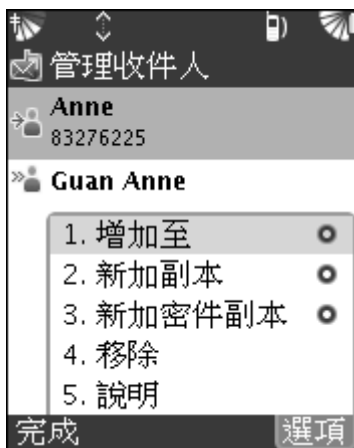 管理收件人
Anne
83276225
Guan Anne
1. 增加至
2. 新加副本
3. 新加密件副本
4. 移除
5. 說明
完成
選項